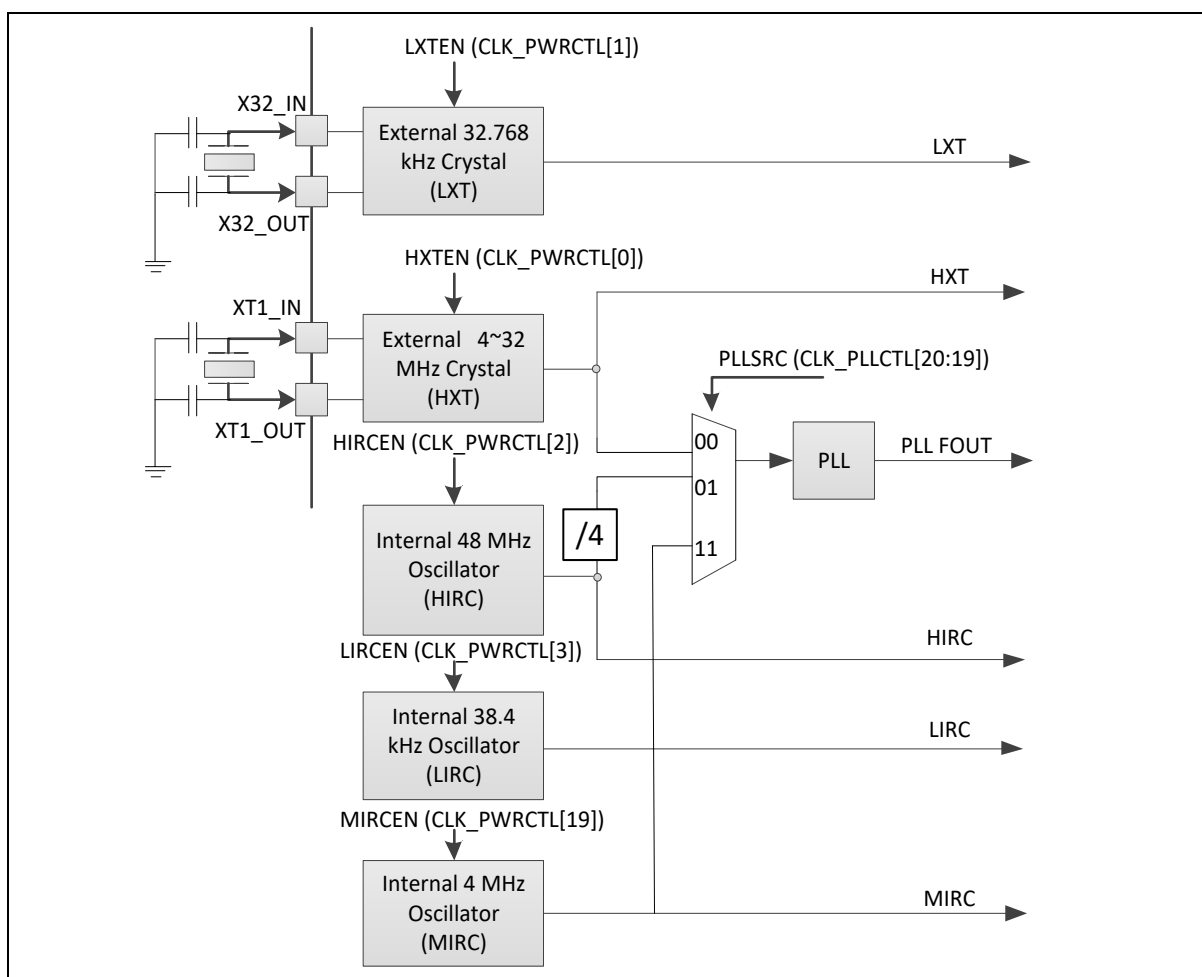 LXTEN (CLK_PWRCTL[1])
X32_IN
External 32.768
kHz Crystal
(LXT)
LXT
X32_OUT
HXTEN (CLK_PWRCTL[0])
HXT
XT1_IN
External 4~32
MHz Crystal
(HXT)
PLLSRC (CLK_PLLCTL[20:19])
XT1_OUT
HIRCEN (CLK_PWRCTL[2])
00
01
11
PLL
PLL FOUT
/4
Internal 48 MHz
Oscillator
(HIRC)
HIRC
LIRCEN (CLK_PWRCTL[3])
Internal 38.4
kHz Oscillator
(LIRC)
LIRC
MIRCEN (CLK_PWRCTL[19])
Internal 4 MHz
Oscillator
(MIRC)
MIRC